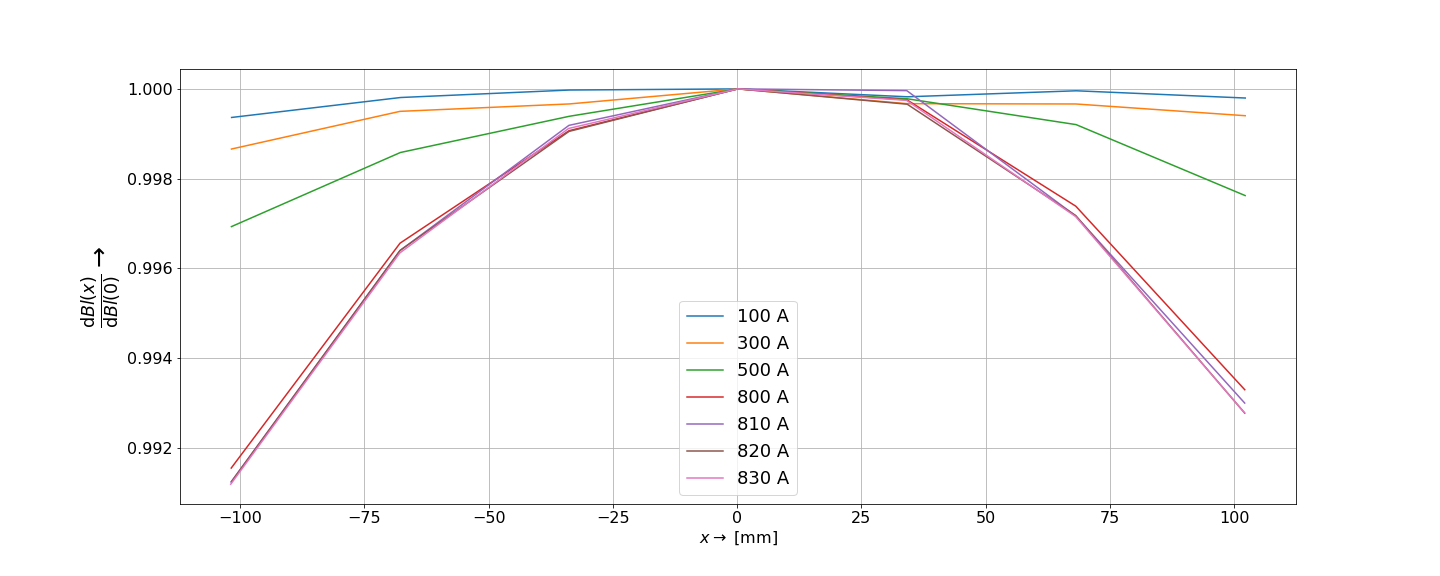 1.000
0.998
0.996
0.994
0.992
dBl(x)
dBl(0) →
−100 −75 −50 −25 0 25 50 75 100
x → [mm]
100 A
300 A
500 A
800 A
810 A
820 A
830 A